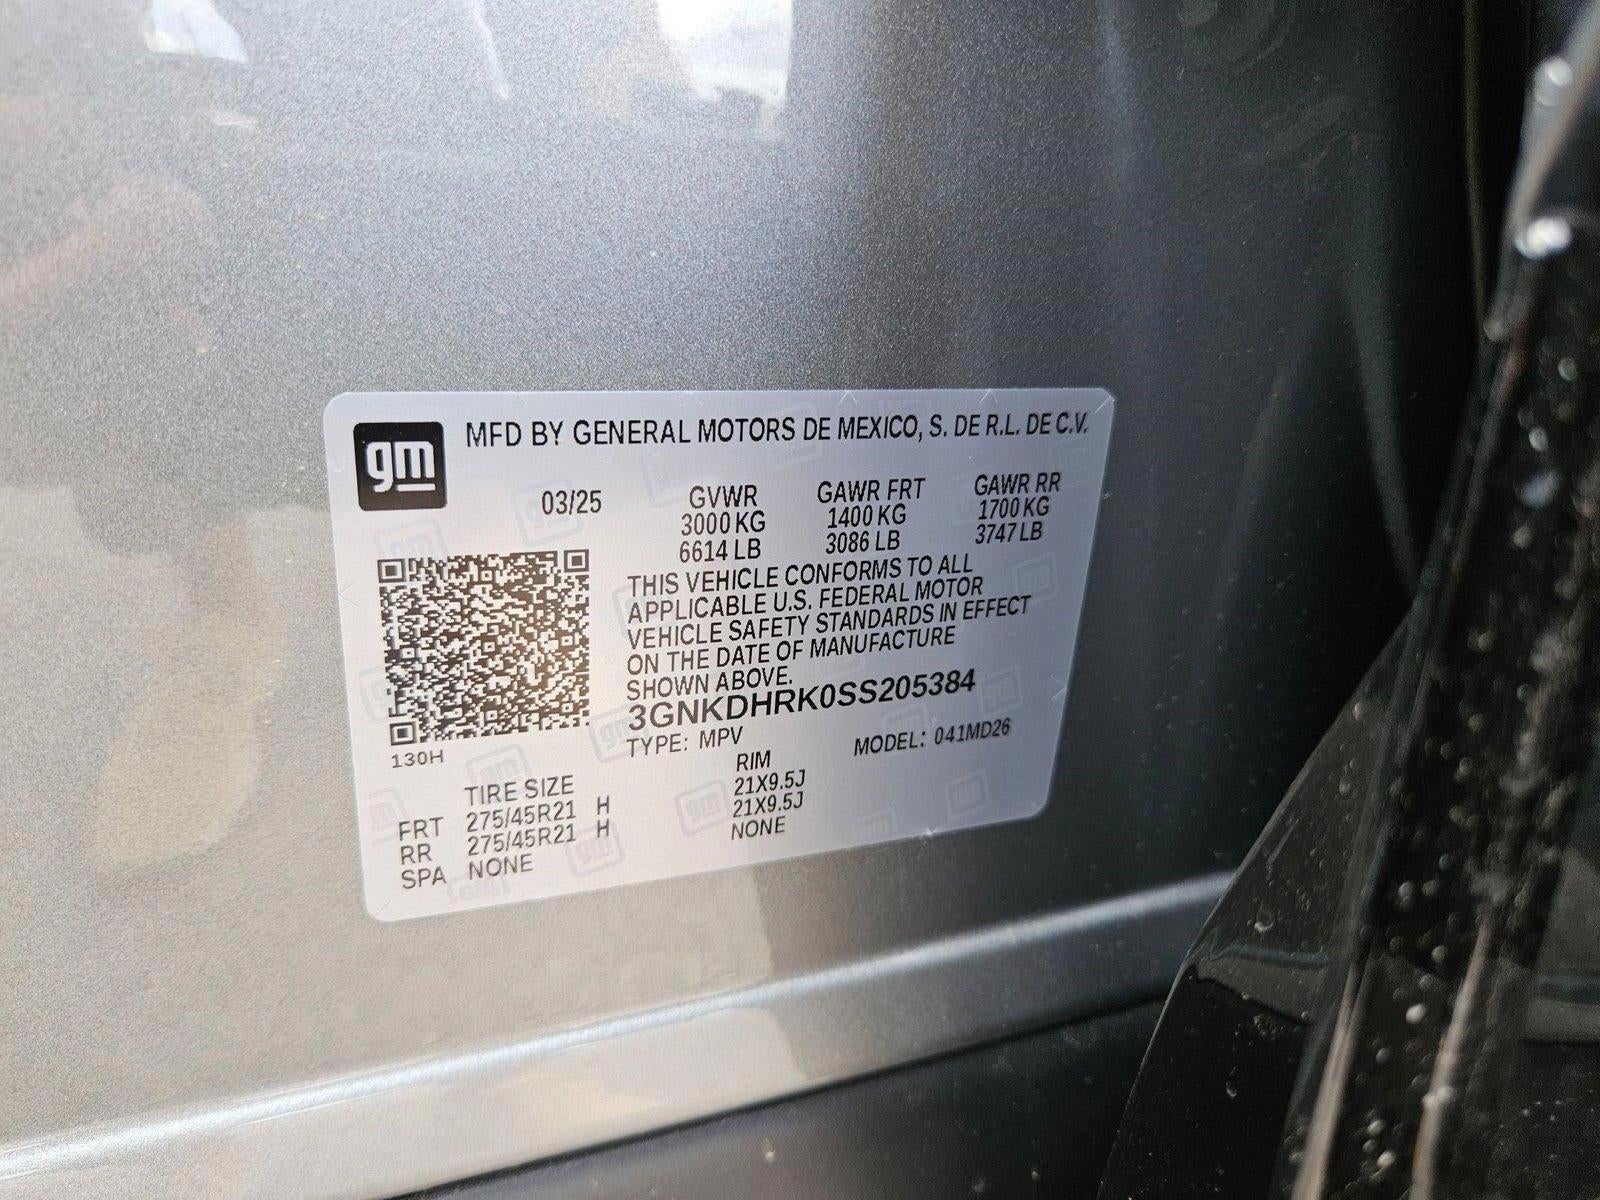 gm
MFD BY GENERAL MOTORS DE MEXICO, S. DE R.L. DE C.V.
03/25 GVWR GAWR FRT GAWR RR
3000 KG 1400 KG 1700 KG
6614 LB 3086 LB 3747 LB
THIS VEHICLE CONFORMS TO ALL
APPLICABLE U.S. FEDERAL MOTOR
VEHICLE SAFETY STANDARDS IN EFFECT
ON THE DATE OF MANUFACTURE
SHOWN ABOVE.
3GNKDHRK0SS205384
TYPE: MPV MODEL: 041MD26
130H
TIRE SIZE RIM
FRT 275/45R21 H 21X9.5J
RR 275/45R21 H 21X9.5J
SPA NONE NONE